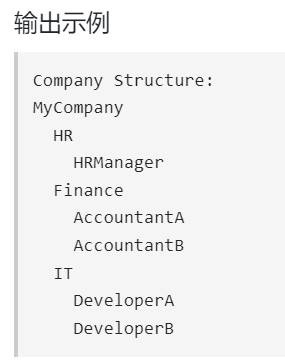 输出示例
Company Structure:
MyCompany
  HR
    HRManager
  Finance
    AccountantA
    AccountantB
  IT
    DeveloperA
    DeveloperB